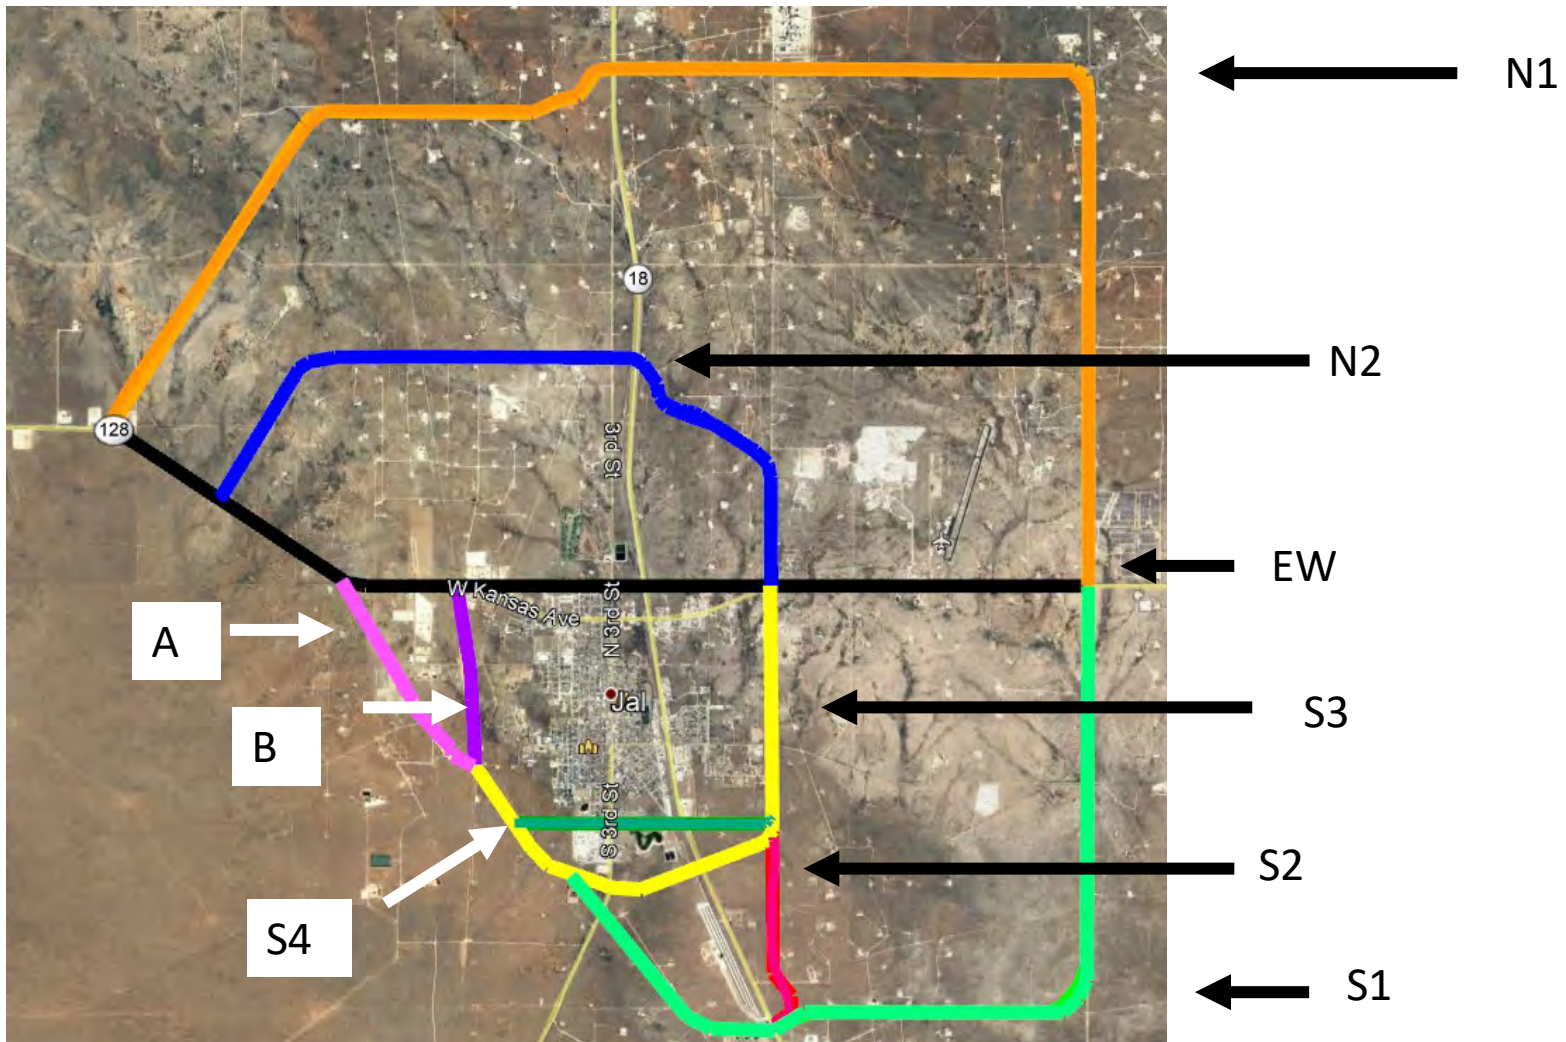 N1
18
N2
128
3rd St
EW
W Kansas Ave
N 3rd St
A
Jal
S3
B
S 3rd St
S2
S4
S1